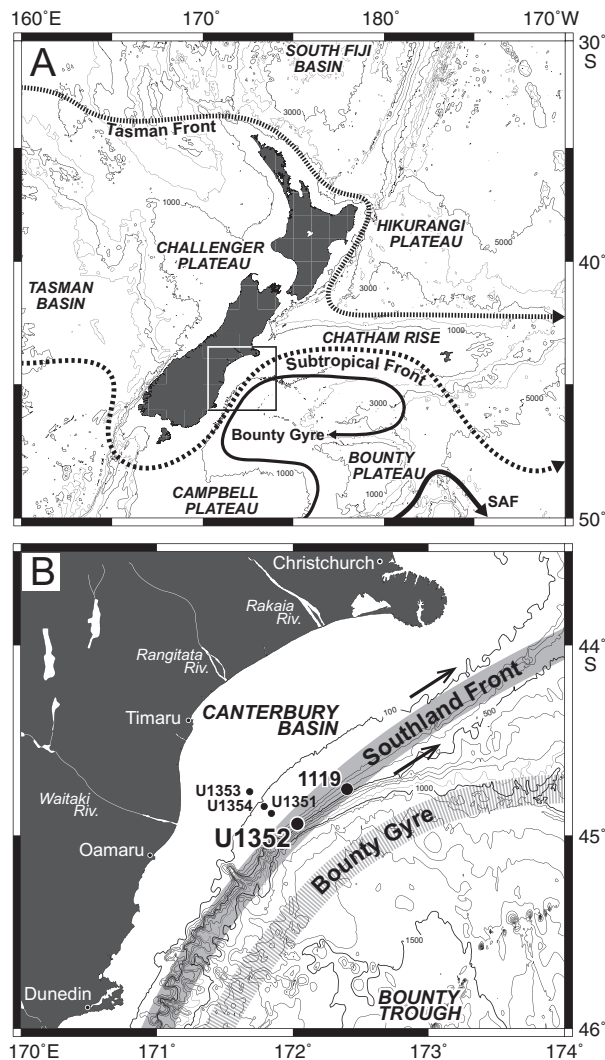 160˚E
170˚
180˚
170˚W
A
SOUTH FIJI
BASIN
30˚
S
3000
Tasman Front
1000
HIKURANGI
PLATEAU
CHALLENGER
PLATEAU
5000
40˚
TASMAN
BASIN
3000
1000
CHATHAM RISE
Subtropical Front
5000
3000
Bounty Gyre
BOUNTY
PLATEAU
1000
CAMPBELL
PLATEAU
1000
SAF
50˚
B
Christchurch
Rakaia
Riv.
44˚
S
Rangitata
Riv.
Timaru
CANTERBURY
BASIN
100
Southland Front
500
U1353
1119
U1354
U1351
1000
Waitaki
Riv.
U1352
45˚
Oamaru
Bounty Gyre
1500
Dunedin
BOUNTY
TROUGH
46˚
170˚E
171
172
173
174